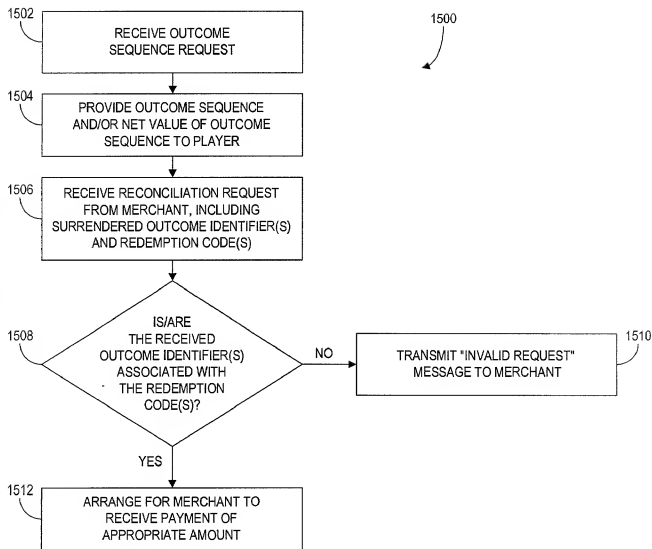 1502
RECEIVE OUTCOME
SEQUENCE REQUEST
1500
1504
PROVIDE OUTCOME SEQUENCE
AND/OR NET VALUE OF OUTCOME
SEQUENCE TO PLAYER
1506
RECEIVE RECONCILIATION REQUEST
FROM MERCHANT, INCLUDING
SURRENDERED OUTCOME IDENTIFIER(S)
AND REDEMPTION CODE(S)
1508
IS/ARE
THE RECEIVED
OUTCOME IDENTIFIER(S)
ASSOCIATED WITH
THE REDEMPTION
CODE(S)?
NO
1510
TRANSMIT "INVALID REQUEST"
MESSAGE TO MERCHANT
YES
1512
ARRANGE FOR MERCHANT TO
RECEIVE PAYMENT OF
APPROPRIATE AMOUNT